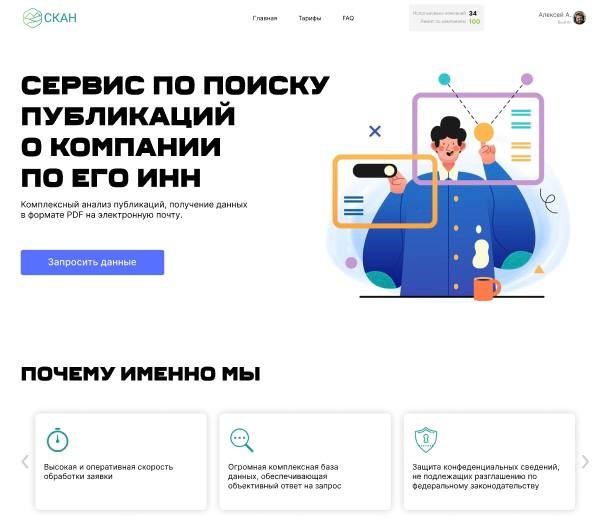 СКАН
Главная
Тарифы
FAQ
Использовано компаний 34
Лимит по компаниям 100
Алексей А.
Выйти
СЕРВИС ПО ПОИСКУ
ПУБЛИКАЦИЙ
О КОМПАНИИ
ПО ЕГО ИНН
Комплексный анализ публикаций, получение данных
в формате PDF на электронную почту.
Запросить данные
ПОЧЕМУ ИМЕННО МЫ
Высокая и оперативная скорость
обработки заявки
Огромная комплексная база
данных, обеспечивающая
объективный ответ на запрос
Защита конфеденциальных сведений,
не подлежащих разглашению по
федеральному законодательству